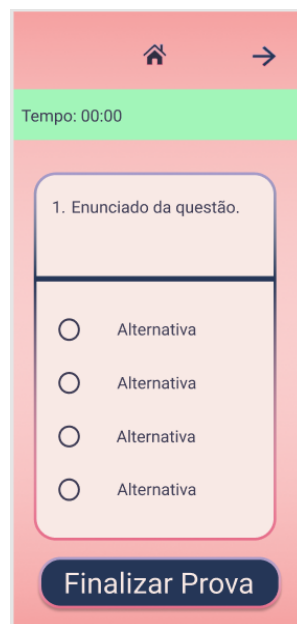 Tempo: 00:00
1. Enunciado da questão.
Alternativa
Alternativa
Alternativa
Alternativa
Finalizar Prova